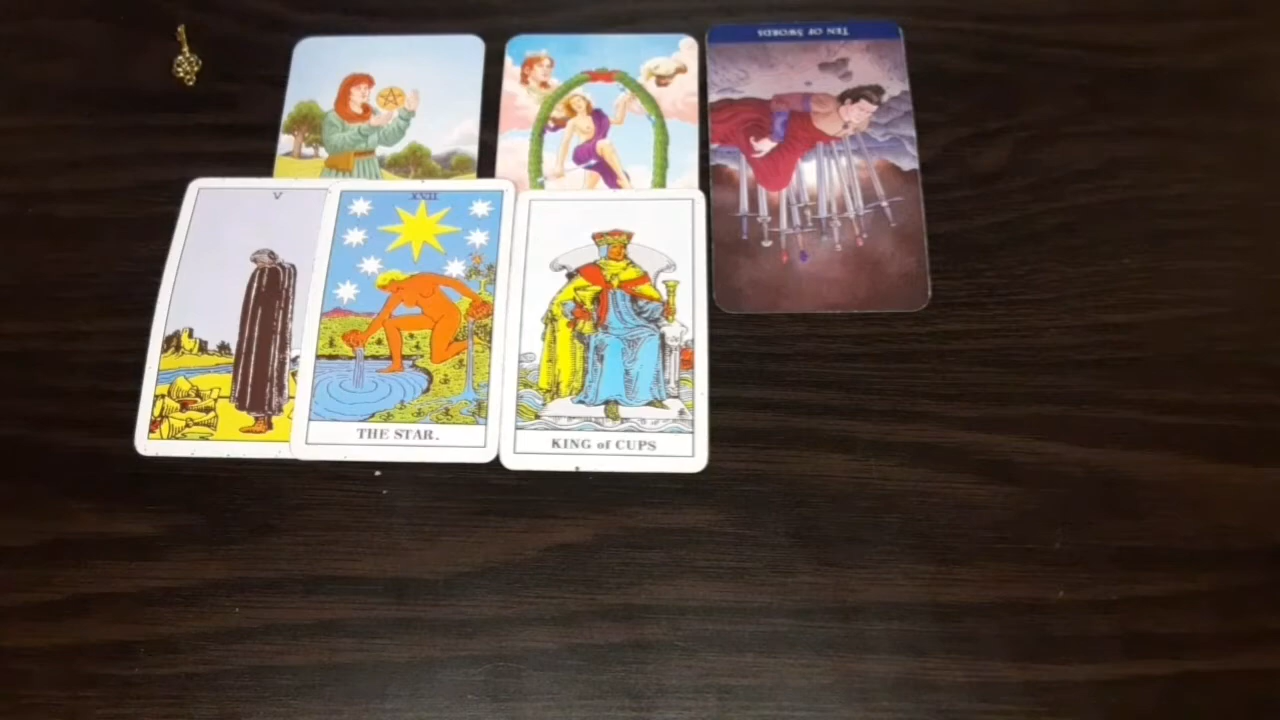 TEN OF SWORDS
V
XVII
THE STAR.
KING of CUPS